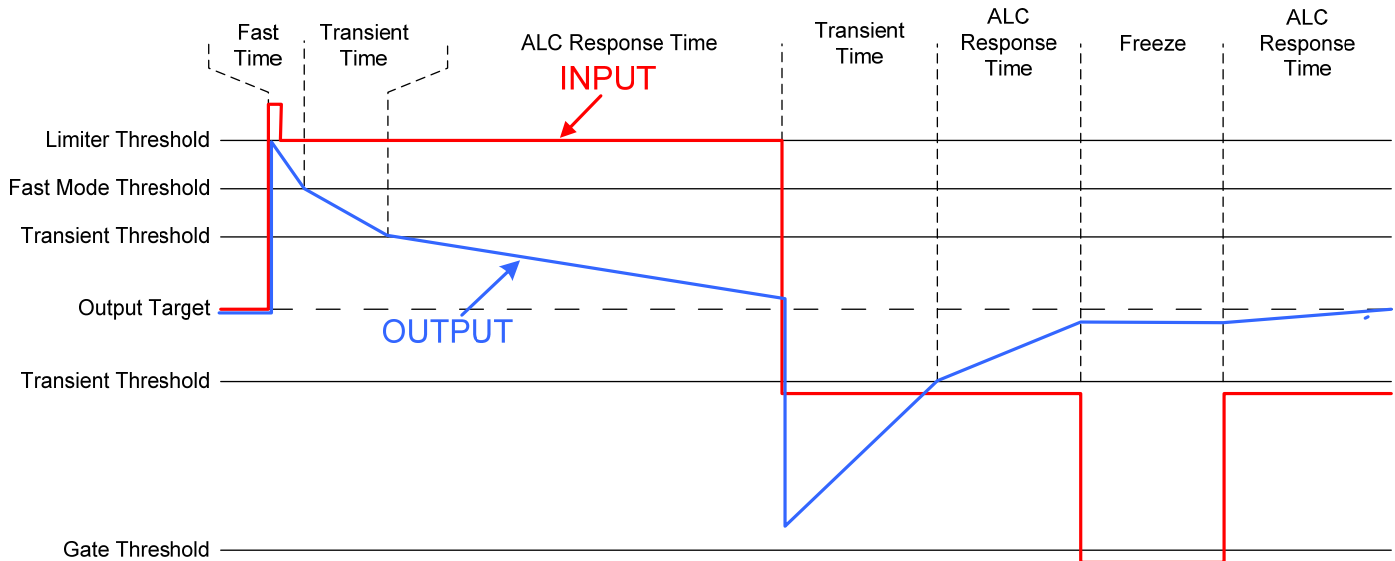 Fast
Time
Transient
Time
ALC Response Time
Transient
Time
ALC
Response
Time
Freeze
ALC
Response
Time
INPUT
Limiter Threshold
Fast Mode Threshold
Transient Threshold
Output Target
OUTPUT
Transient Threshold
Gate Threshold